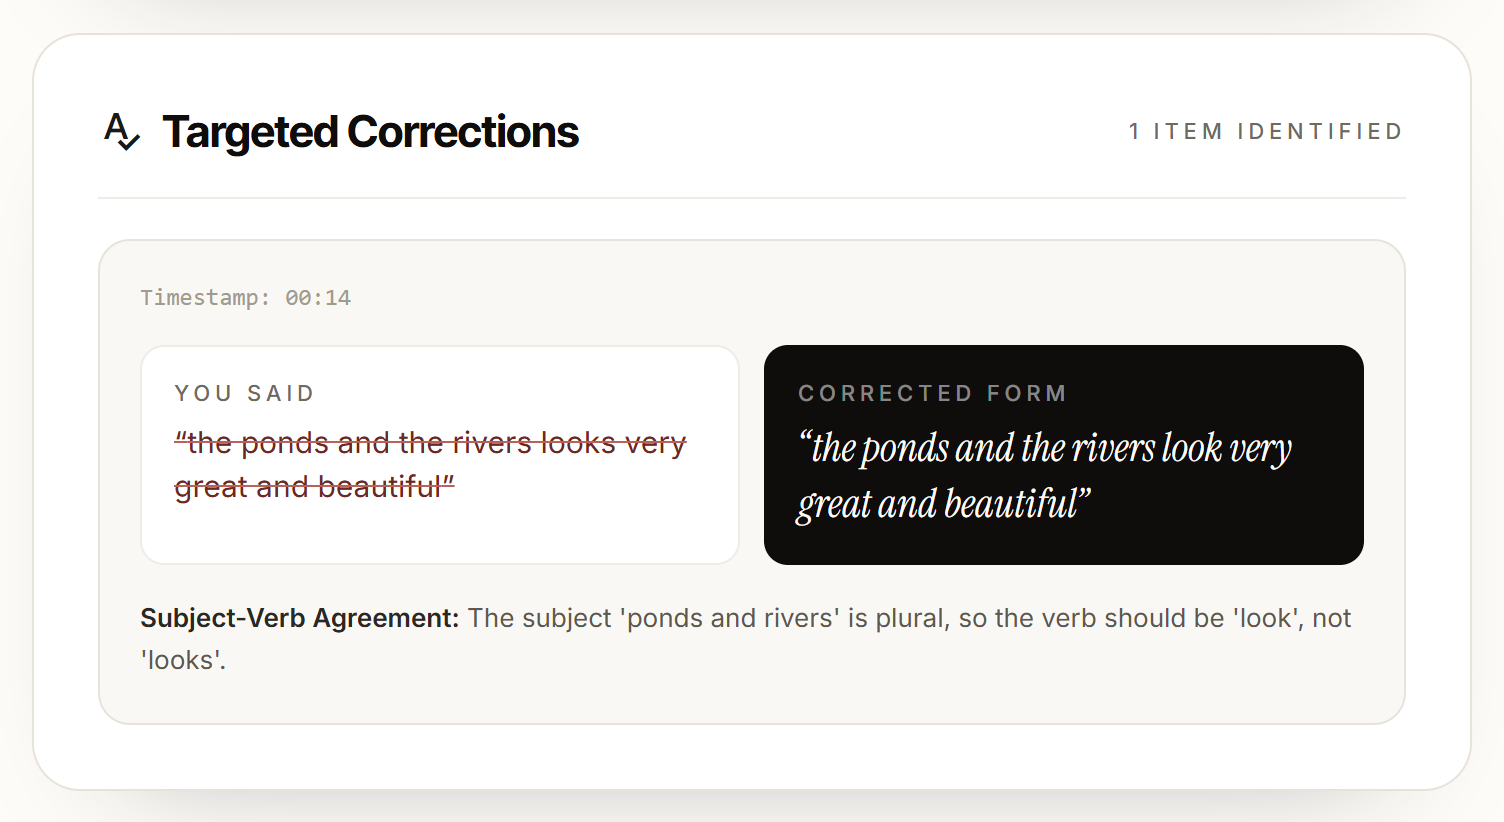 Targeted Corrections
1 ITEM IDENTIFIED
Timestamp: 00:14
YOU SAID
“the ponds and the rivers looks very
great and beautiful”
CORRECTED FORM
“the ponds and the rivers look very
great and beautiful”
Subject-Verb Agreement: The subject 'ponds and rivers' is plural, so the verb should be 'look', not
'looks'.